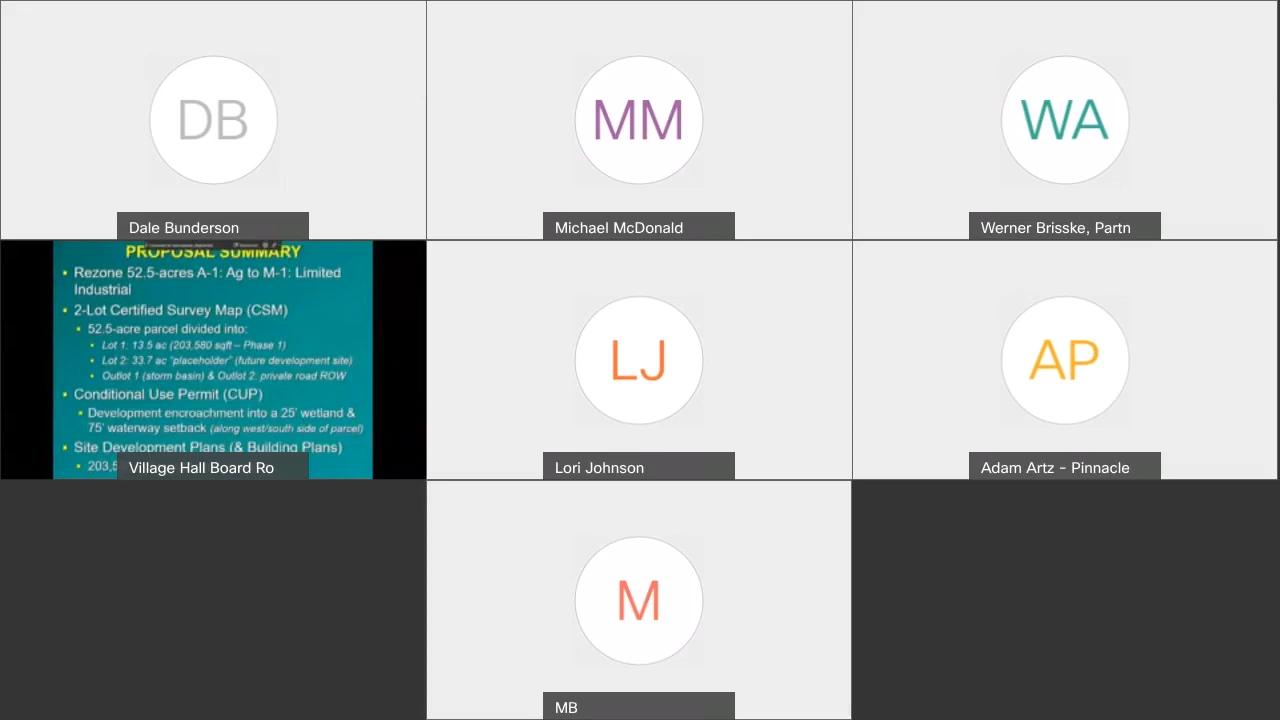 DB
Dale Bunderson
MM
Michael McDonald
WA
Werner Brisske, Partn
PROPOSAL SUMMARY
• Rezone 52.5-acres A-1: Ag to M-1: Limited
Industrial
• 2-Lot Certified Survey Map (CSM)
• 52.5-acre parcel divided into:
• Lot 1: 13.5 ac (203,580 sqft – Phase 1)
• Lot 2: 33.7 ac "placeholder" (future development site)
• Outlot 1 (storm basin) & Outlot 2: private road ROW
• Conditional Use Permit (CUP)
• Development encroachment into a 25' wetland &
75' waterway setback (along west/south side of parcel)
• Site Development Plans (& Building Plans)
• 203,5
Village Hall Board Ro
LJ
Lori Johnson
AP
Adam Artz - Pinnacle
M
MB